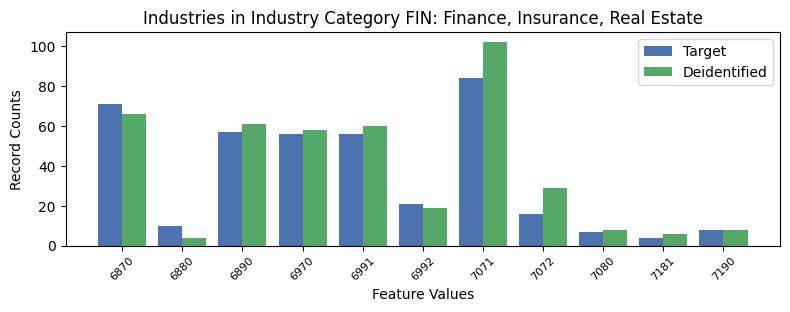 Industries in Industry Category FIN: Finance, Insurance, Real Estate
Target
Deidentified
Record Counts
100
80
60
40
20
0
6870 6880 6890 6970 6991 6992 7071 7072 7080 7181 7190
Feature Values